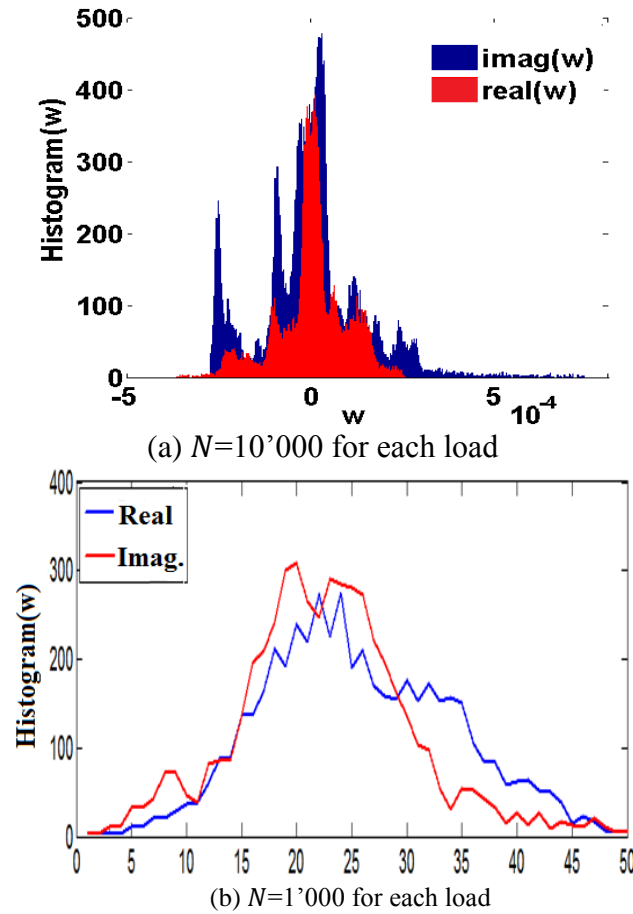 500
400
300
200
100
0
Histogram(w)
imag(w)
real(w)
-5 0 5
w
10^-4
(a) N=10’000 for each load
400
300
200
100
0
Histogram(w)
Real
Imag.
0 5 10 15 20 25 30 35 40 45 50
(b) N=1’000 for each load